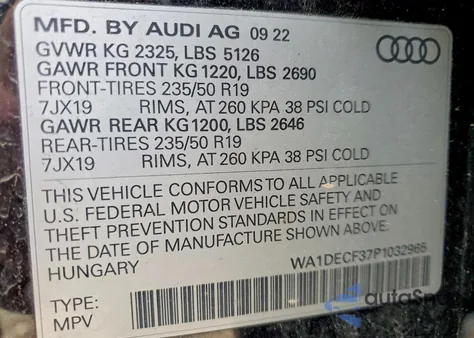 MFD. BY AUDI AG 09 22
GVWR KG 2325, LBS 5126
GAWR FRONT KG 1220, LBS 2690
FRONT-TIRES 235/50 R19
7JX19 RIMS, AT 260 KPA 38 PSI COLD
GAWR REAR KG 1200, LBS 2646
REAR-TIRES 235/50 R19
7JX19 RIMS, AT 260 KPA 38 PSI COLD
THIS VEHICLE CONFORMS TO ALL APPLICABLE
U.S. FEDERAL MOTOR VEHICLE SAFETY AND
THEFT PREVENTION STANDARDS IN EFFECT ON
THE DATE OF MANUFACTURE SHOWN ABOVE.
HUNGARY
WA1DECF37P1032965
TYPE:
MPV